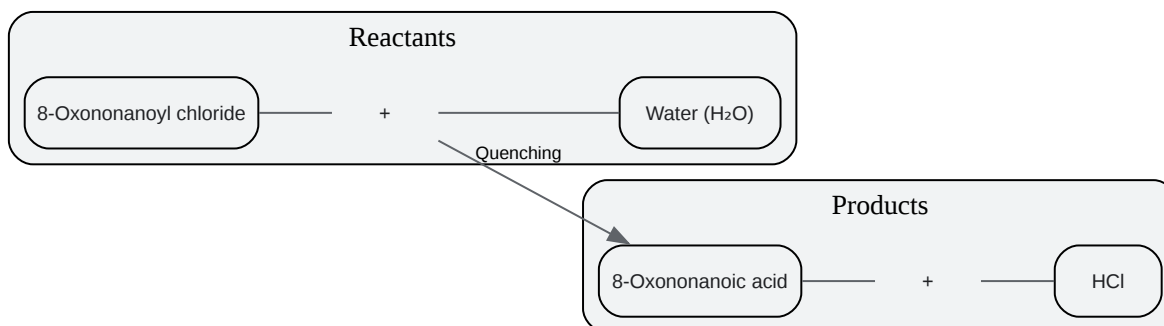 Reactants
8-Oxononanoyl chloride
+
Water (H₂O)
Quenching
Products
8-Oxononanoic acid
+
HCl